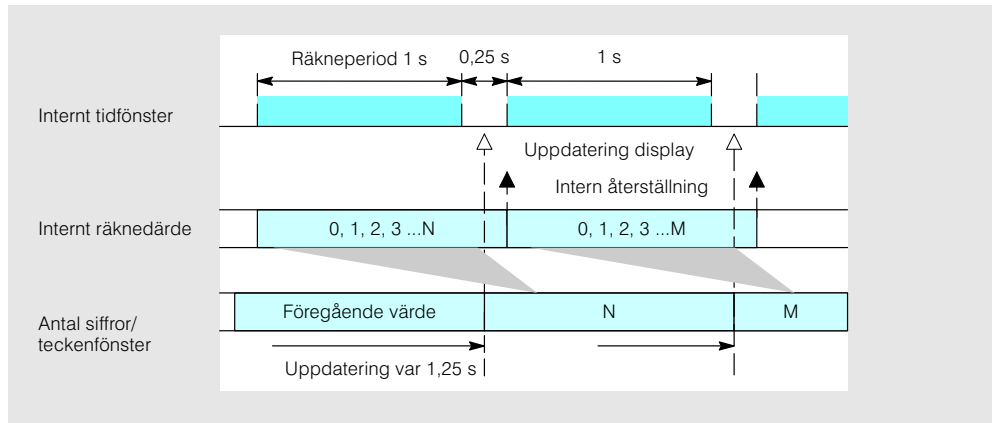 Räkneperiod 1 s 0,25 s 1 s
Internt tidfönster
Uppdatering display
Intern återställning
Internt räknedärde 0, 1, 2, 3 ...N 0, 1, 2, 3 ...M
Föregående värde N M
Antal siffror/
teckenfönster
Uppdatering var 1,25 s